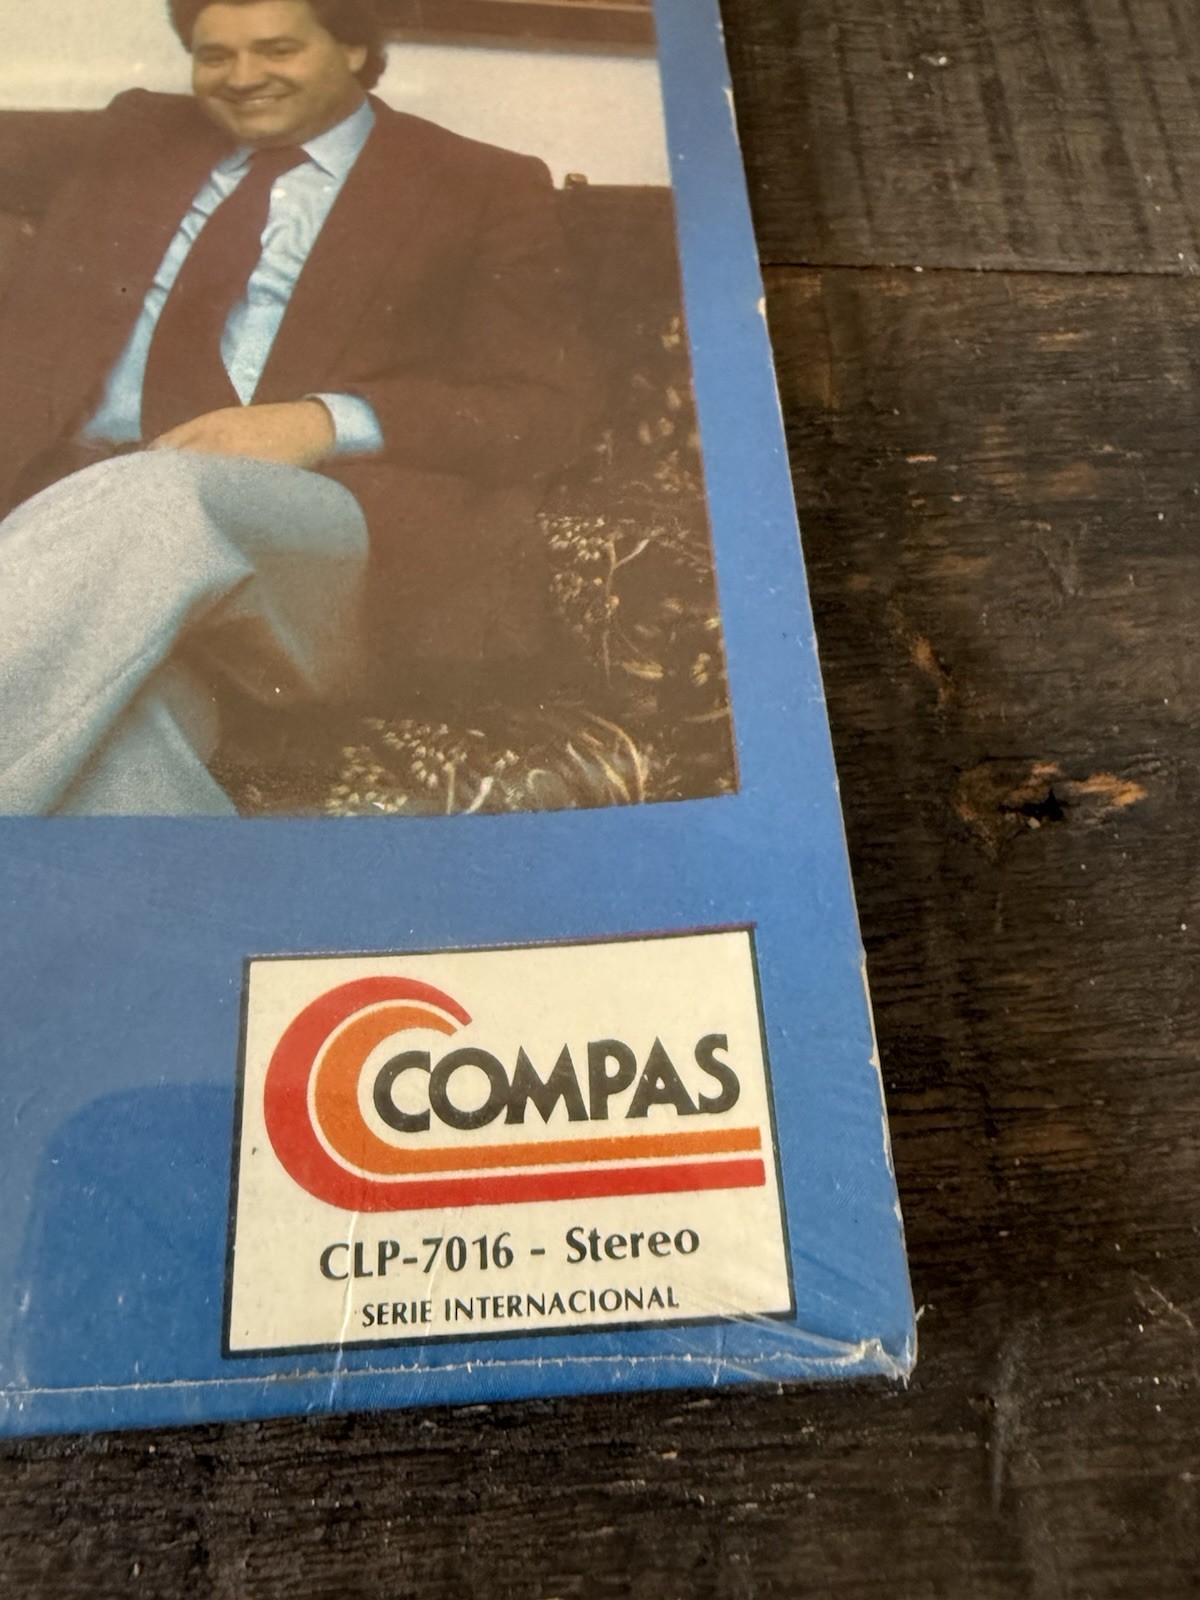 COMPAS
CLP-7016 - Stereo
SERIE INTERNACIONAL